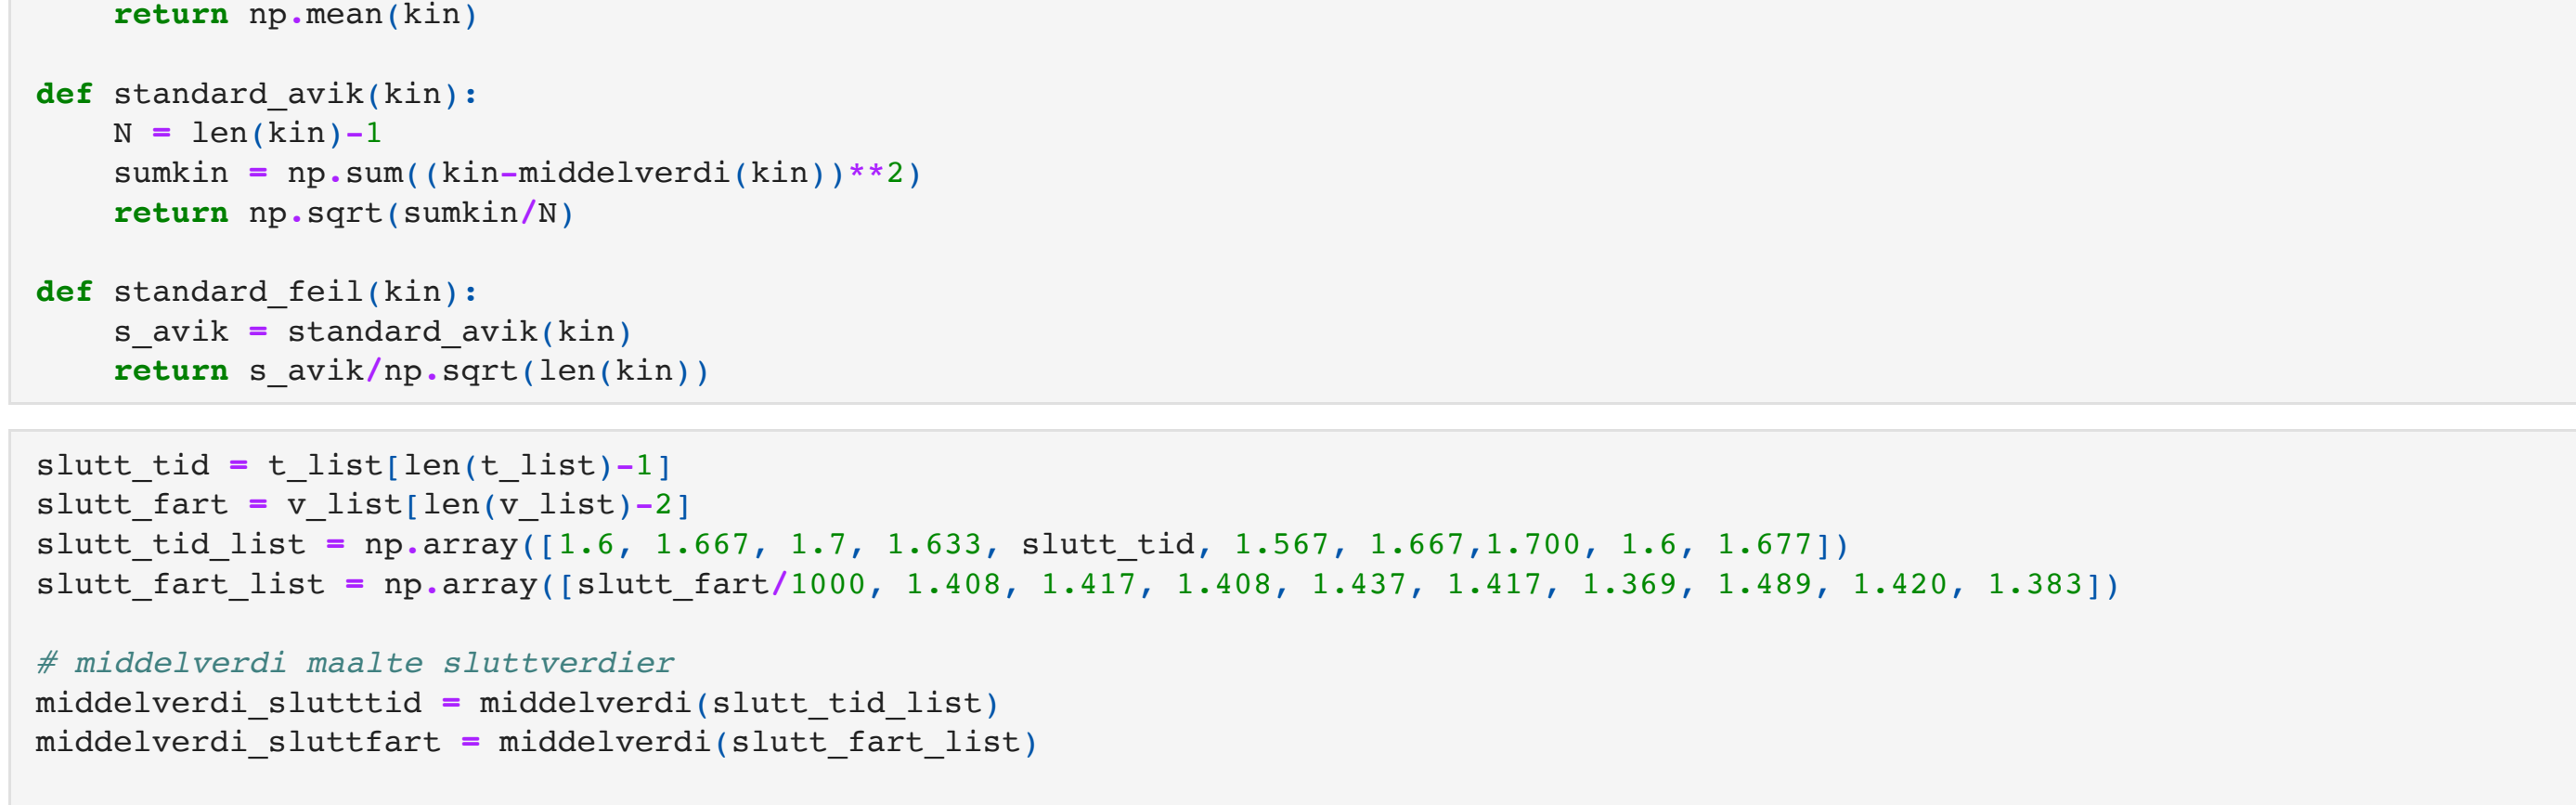 return np.mean(kin)
def standard_avik(kin):
    N = len(kin)-1
    sumkin = np.sum((kin-middelverdi(kin))**2)
    return np.sqrt(sumkin/N)
def standard_feil(kin):
    s_avik = standard_avik(kin)
    return s_avik/np.sqrt(len(kin))
slutt_tid = t_list[len(t_list)-1]
slutt_fart = v_list[len(v_list)-2]
slutt_tid_list = np.array([1.6, 1.667, 1.7, 1.633, slutt_tid, 1.567, 1.667,1.700, 1.6, 1.677])
slutt_fart_list = np.array([slutt_fart/1000, 1.408, 1.417, 1.408, 1.437, 1.417, 1.369, 1.489, 1.420, 1.383])
# middelverdi maalte sluttverdier
middelverdi_slutttid = middelverdi(slutt_tid_list)
middelverdi_sluttfart = middelverdi(slutt_fart_list)